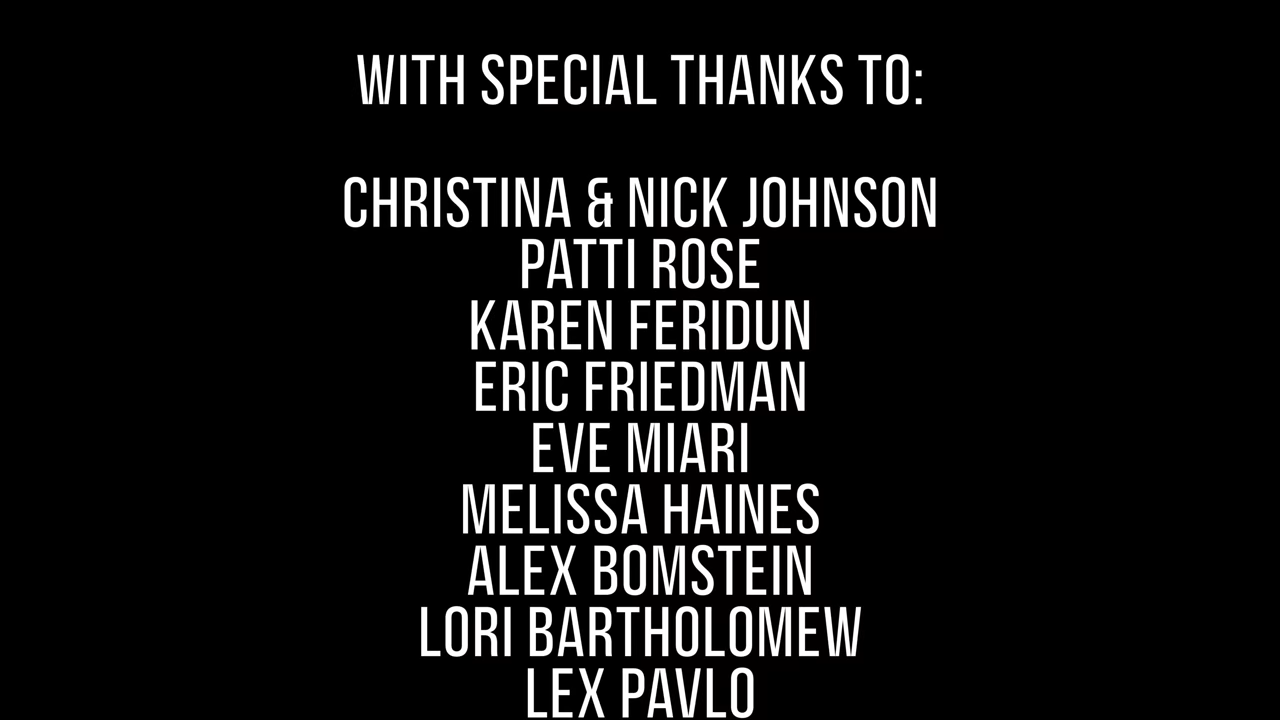 WITH SPECIAL THANKS TO:
CHRISTINA & NICK JOHNSON
PATTI ROSE
KAREN FERIDUN
ERIC FRIEDMAN
EVE MIARI
MELISSA HAINES
ALEX BOMSTEIN
LORI BARTHOLOMEW
LEX PAVLO